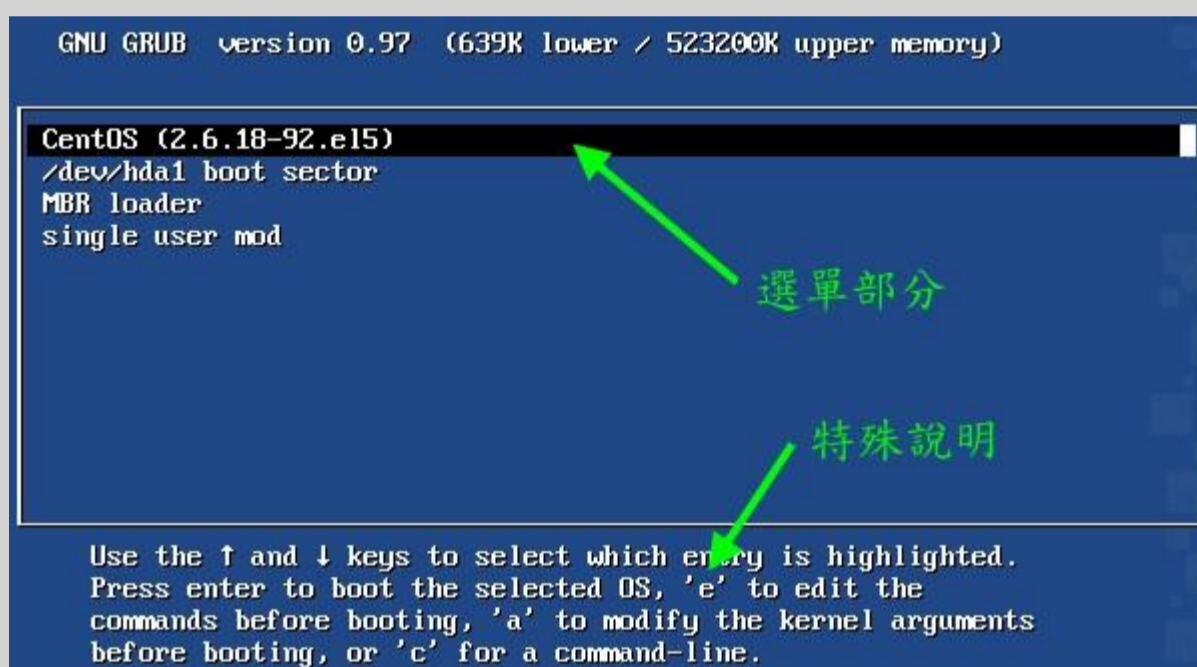 GNU GRUB version 0.97 (639K lower / 523200K upper memory)
CentOS (2.6.18-92.el5)
/dev/hda1 boot sector
MBR loader
single user mod
選單部分
特殊說明
Use the ↑ and ↓ keys to select which entry is highlighted.
Press enter to boot the selected OS, 'e' to edit the
commands before booting, 'a' to modify the kernel arguments
before booting, or 'c' for a command-line.